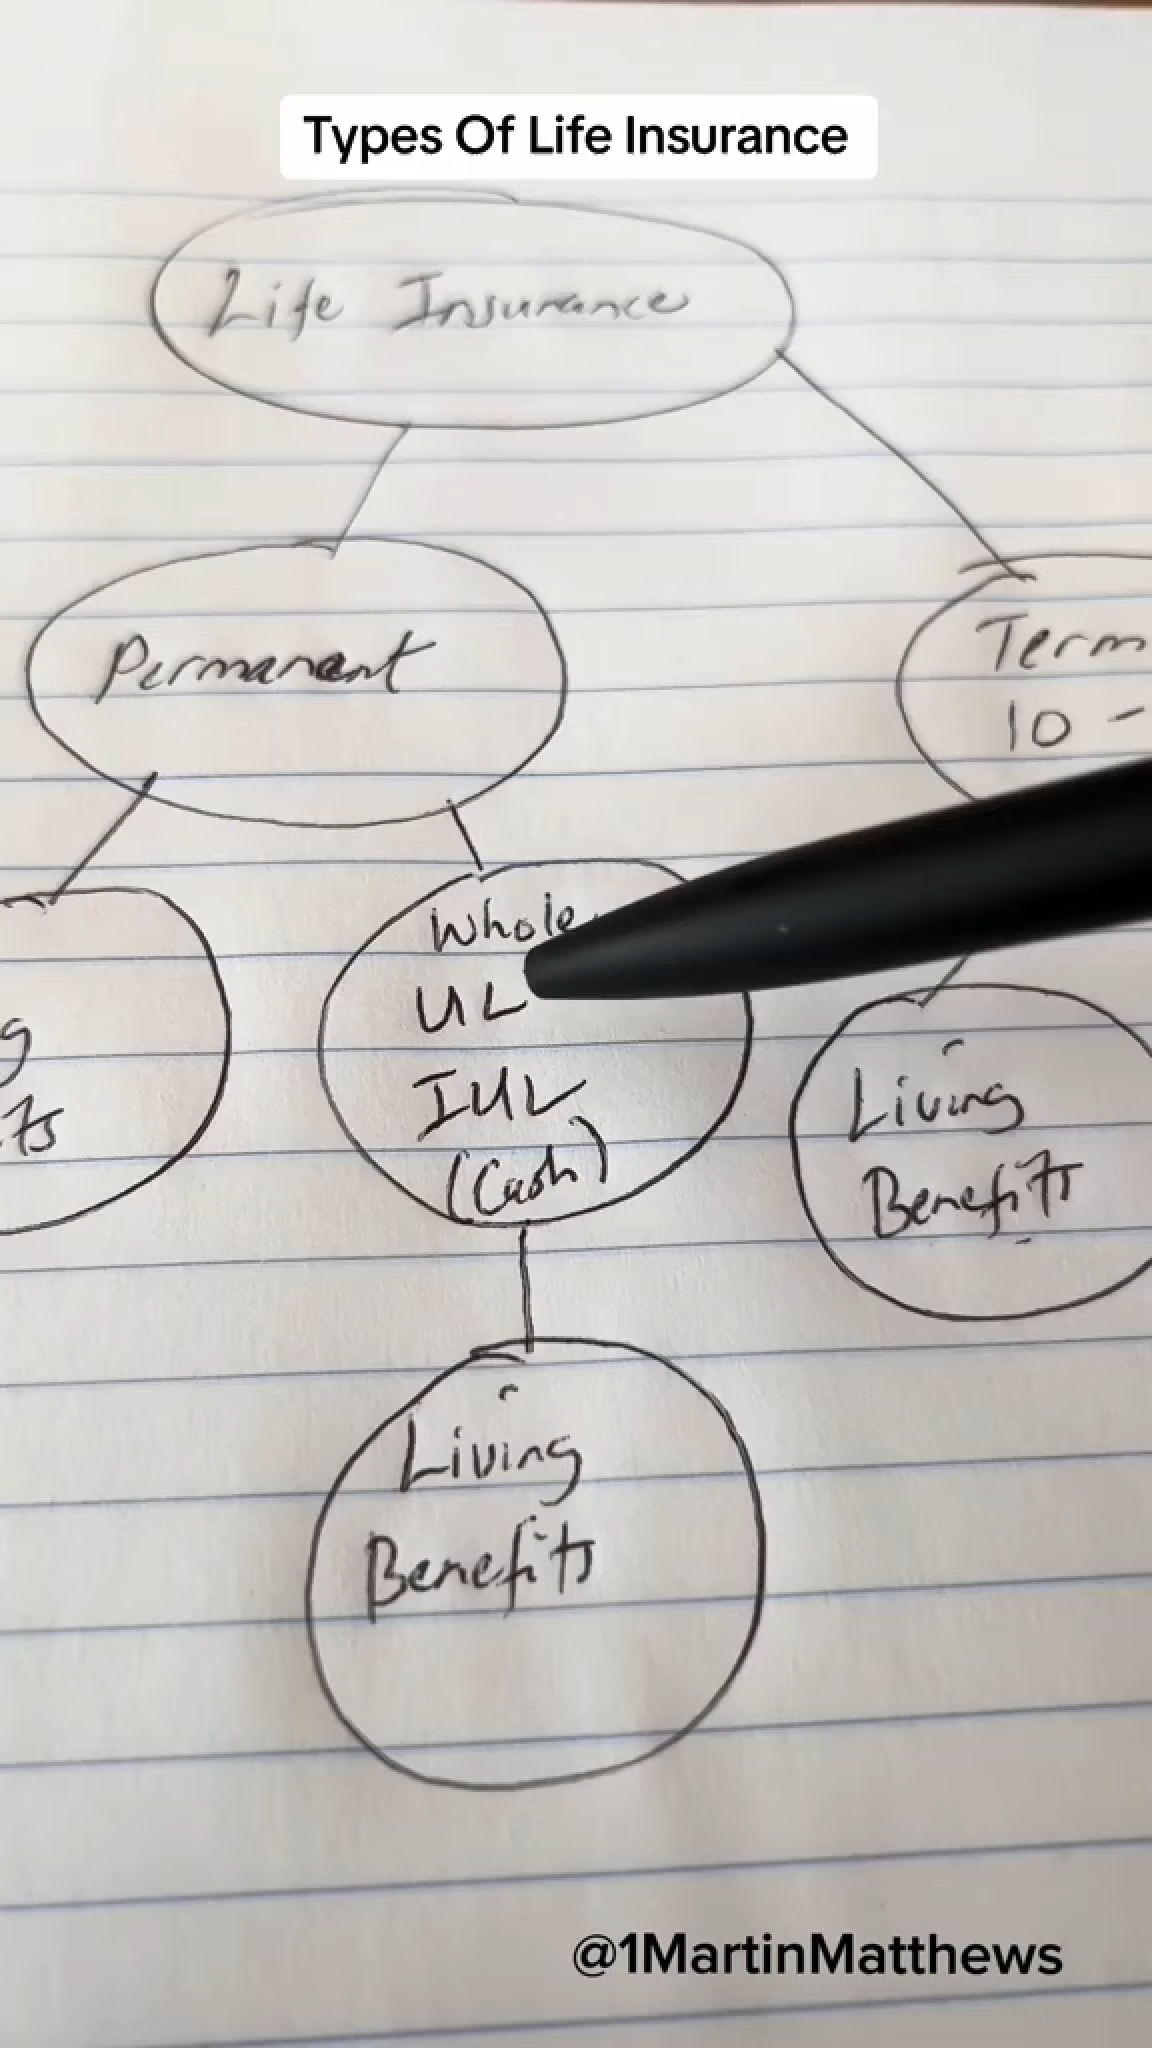 Types Of Life Insurance
Life Insurance
Permanent
Term
10 -
Whole
UL
IUL
(Cash)
Living
Benefits
Living
Benefits
@1MartinMatthews